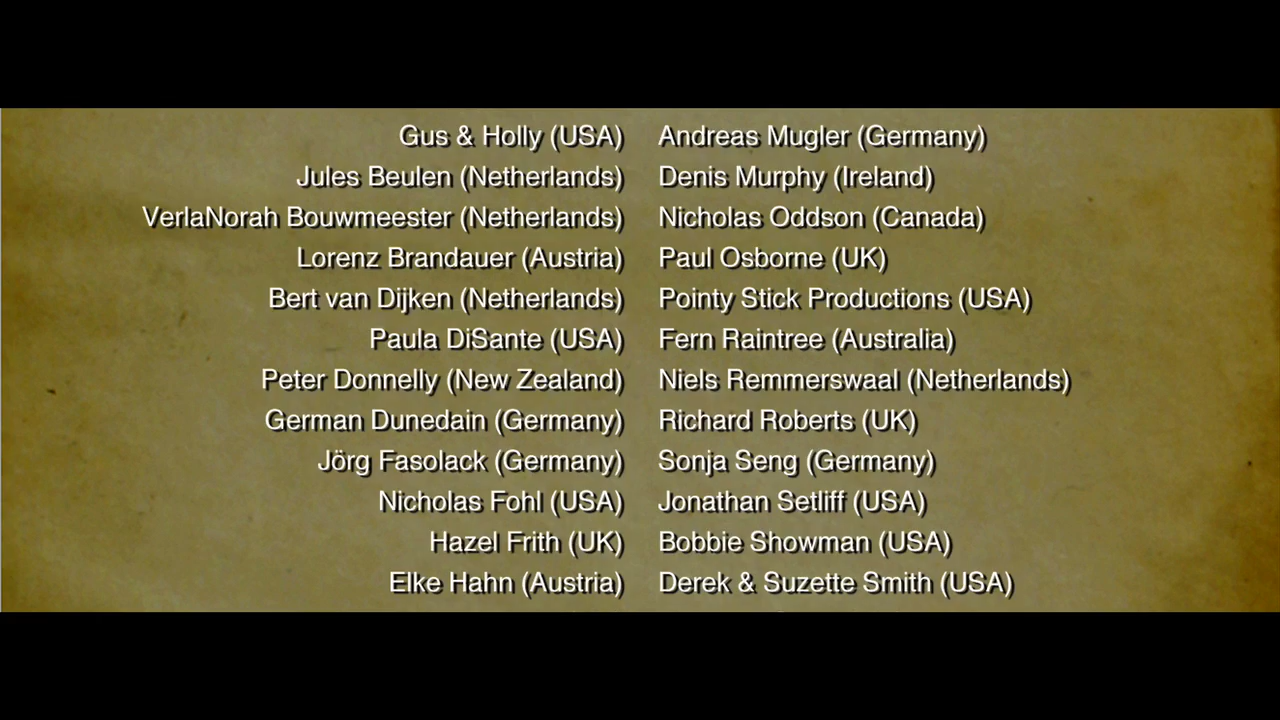 Gus & Holly (USA)
Jules Beulen (Netherlands)
VerlaNorah Bouwmeester (Netherlands)
Lorenz Brandauer (Austria)
Bert van Dijken (Netherlands)
Paula DiSante (USA)
Peter Donnelly (New Zealand)
German Dunedain (Germany)
Jörg Fasolack (Germany)
Nicholas Fohl (USA)
Hazel Frith (UK)
Elke Hahn (Austria)
Andreas Mugler (Germany)
Denis Murphy (Ireland)
Nicholas Oddson (Canada)
Paul Osborne (UK)
Pointy Stick Productions (USA)
Fern Raintree (Australia)
Niels Remmerswaal (Netherlands)
Richard Roberts (UK)
Sonja Seng (Germany)
Jonathan Setliff (USA)
Bobbie Showman (USA)
Derek & Suzette Smith (USA)